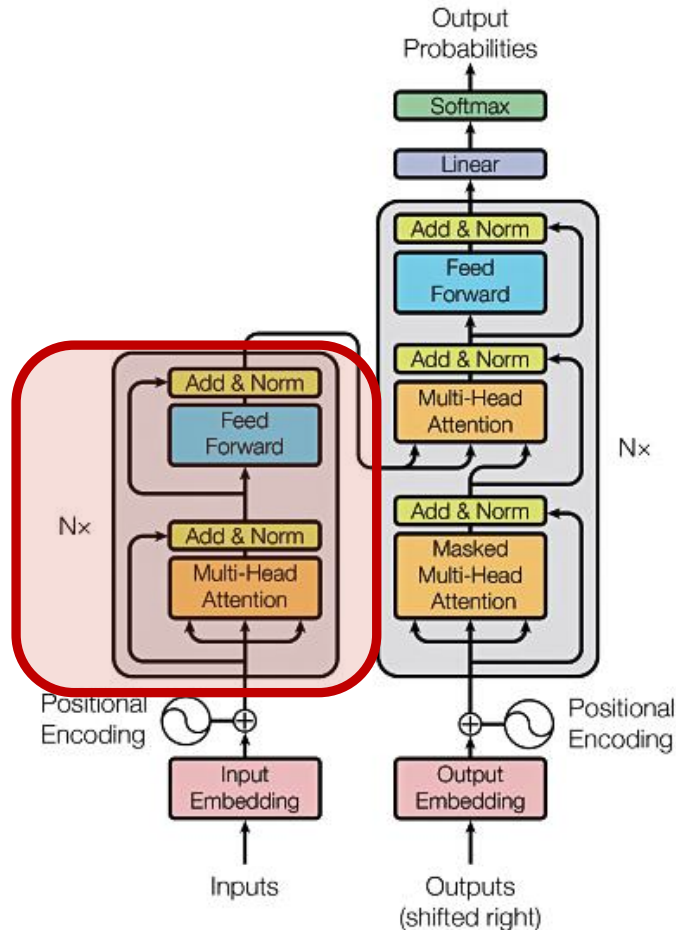 Output
Probabilities
Softmax
Linear
Add & Norm
Feed
Forward
Add & Norm
Multi-Head
Attention
Nx
Add & Norm
Masked
Multi-Head
Attention
Add & Norm
Feed
Forward
Nx
Add & Norm
Multi-Head
Attention
Positional
Encoding
Positional
Encoding
Input
Embedding
Output
Embedding
Inputs
Outputs
(shifted right)